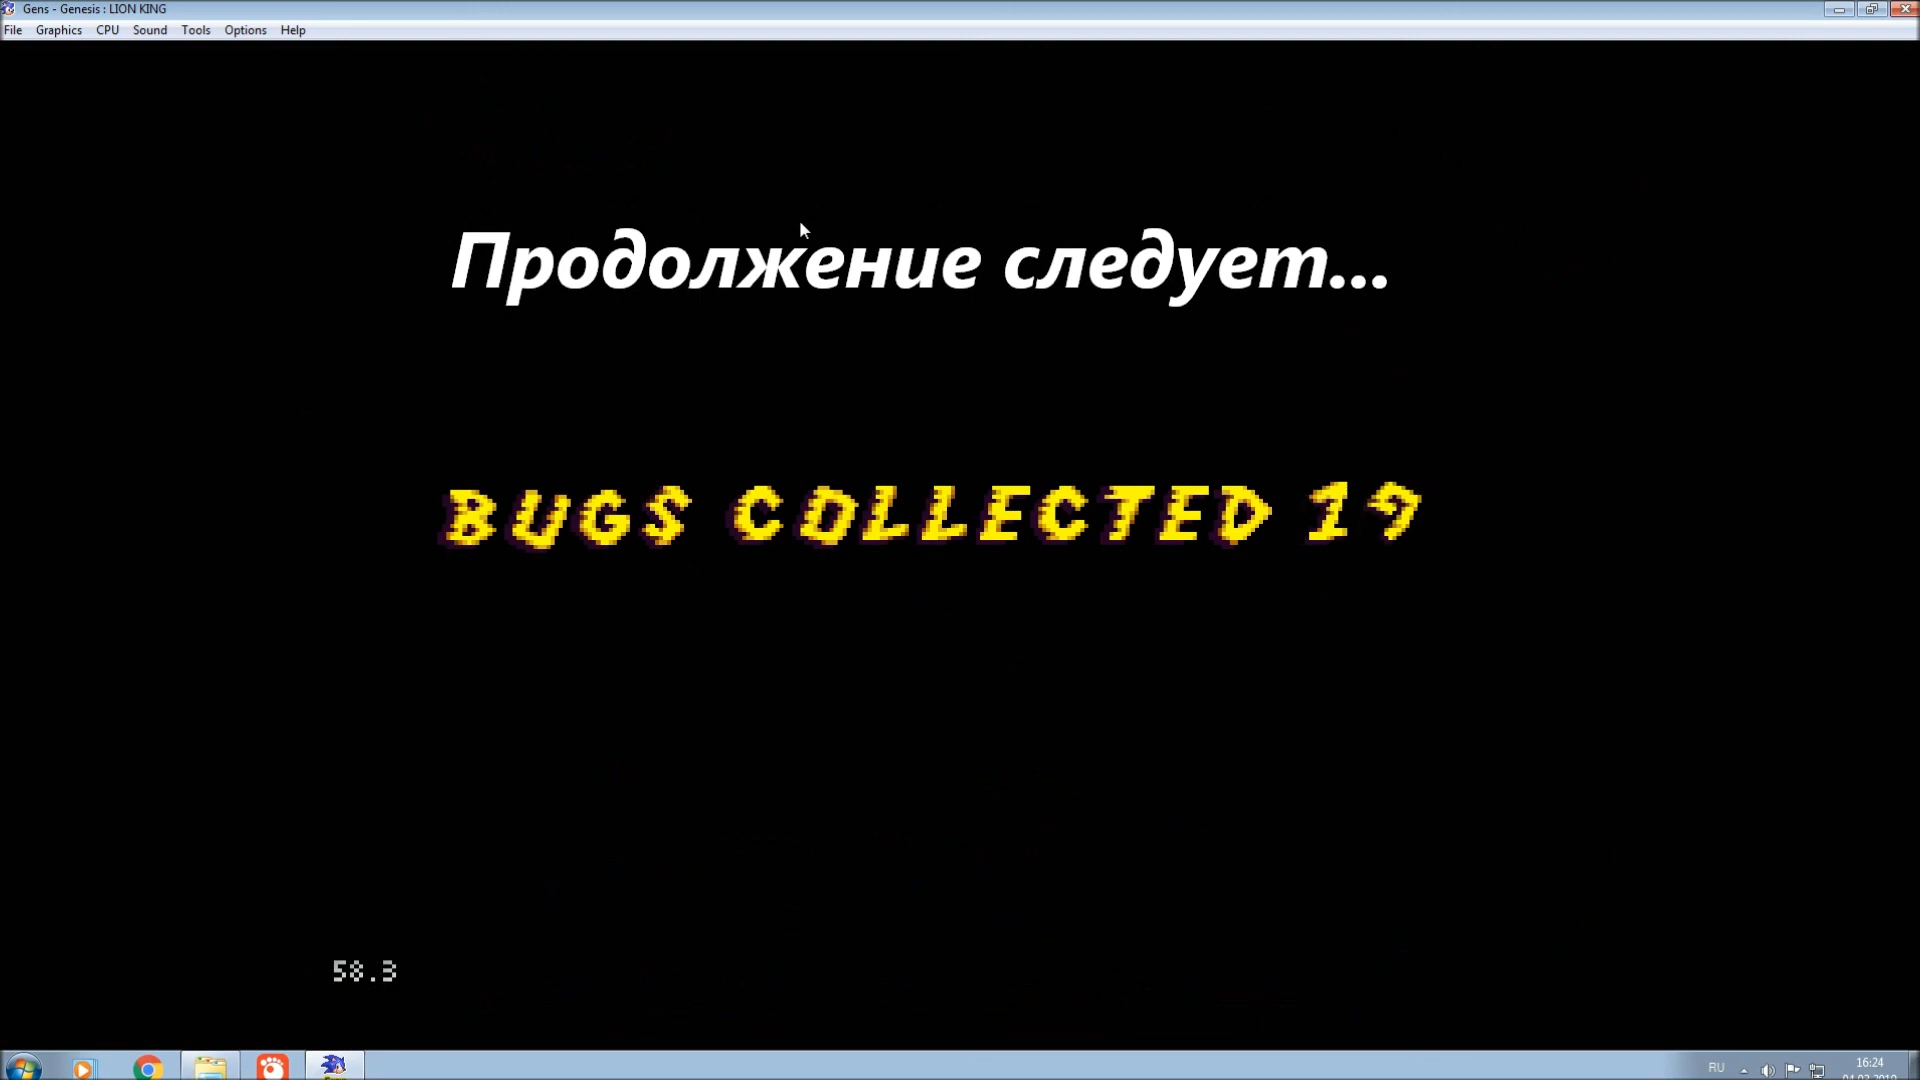 Gens - Genesis : LION KING
File Graphics CPU Sound Tools Options Help
Продолжение следует...
BUGS COLLECTED 19
58.3
RU 16:24